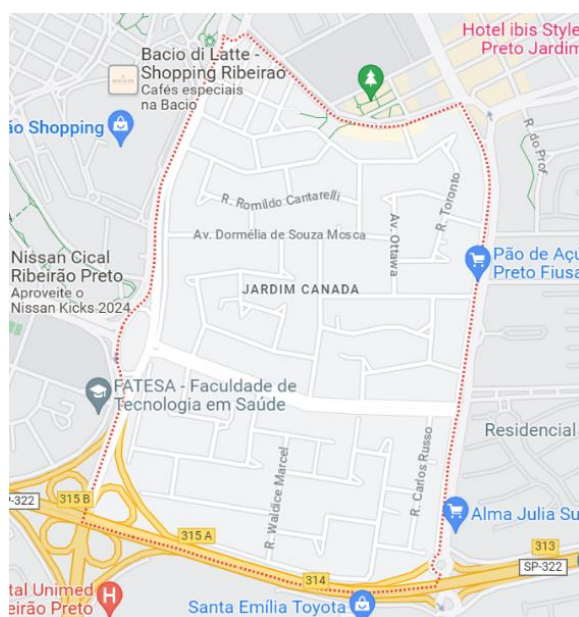 Hotel ibis Style
Preto Jardim
Bacio di Latte -
Shopping Ribeirão
Cafés especiais
na Bacio
ão Shopping
R. do Prof
R. Romildo Cantarelli
R. Toronto
Av. Ottawa
Av. Dormélia de Souza Mosca
Nissan Cical
Ribeirão Preto
Aproveite o
Nissan Kicks 2024
Pão de Açú
Preto Fiusa
JARDIM CANADA
FATESA - Faculdade de
Tecnologia em Saúde
Residencial
R. Carlos Russo
R. Waldice Marcel
315 B
SP-322
315 A
Alma Julia Su
313
SP-322
314
tal Unimed
eirão Preto
Santa Emília Toyota